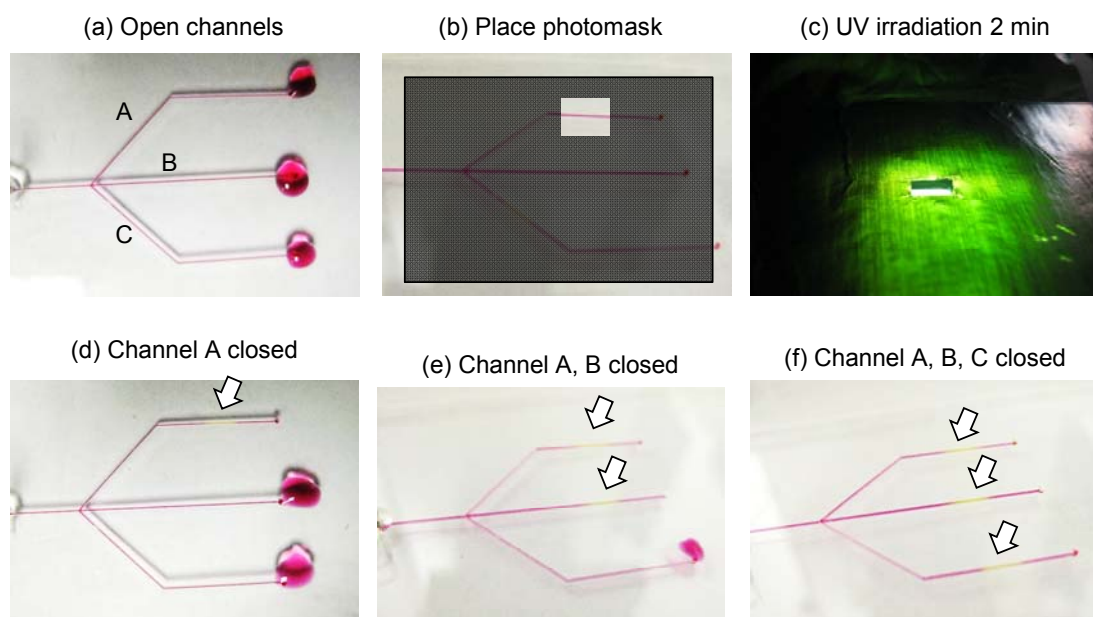 (a) Open channels
(b) Place photomask
(c) UV irradiation 2 min
A
B
C
(d) Channel A closed
(e) Channel A, B closed
(f) Channel A, B, C closed